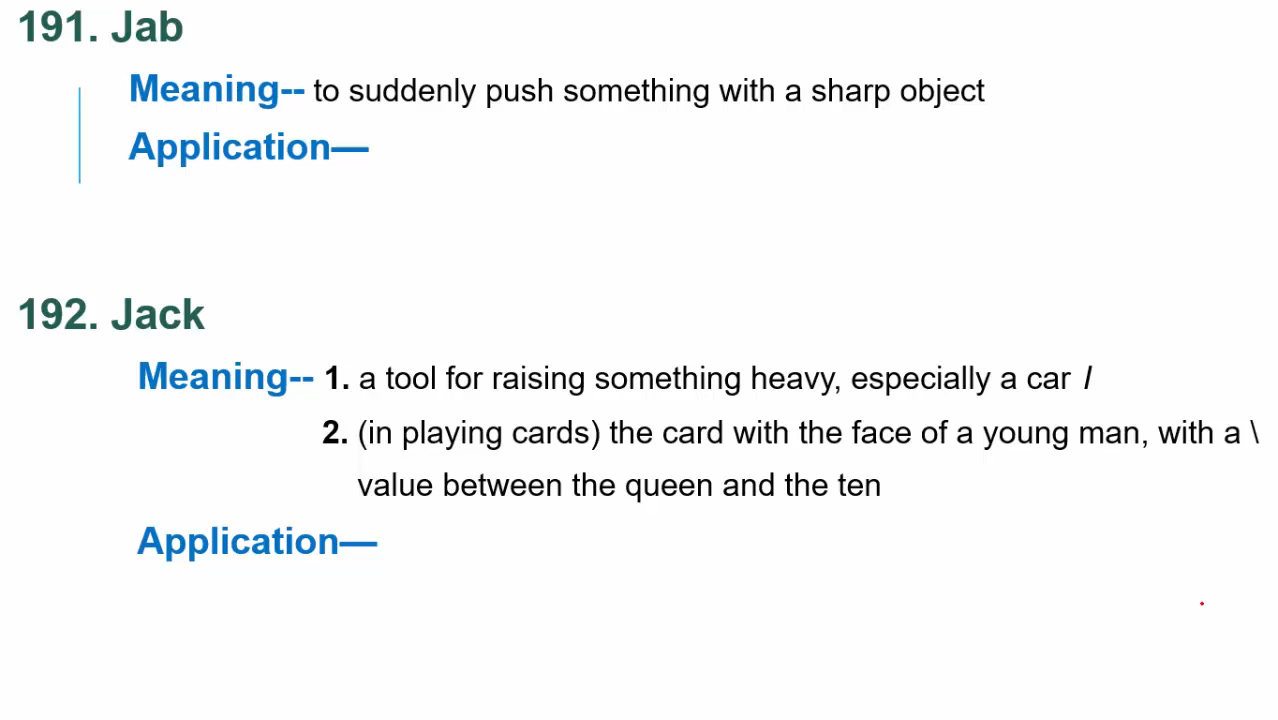 191. Jab
Meaning-- to suddenly push something with a sharp object
Application—
192. Jack
Meaning-- 1. a tool for raising something heavy, especially a car /
2. (in playing cards) the card with the face of a young man, with a \
value between the queen and the ten
Application—